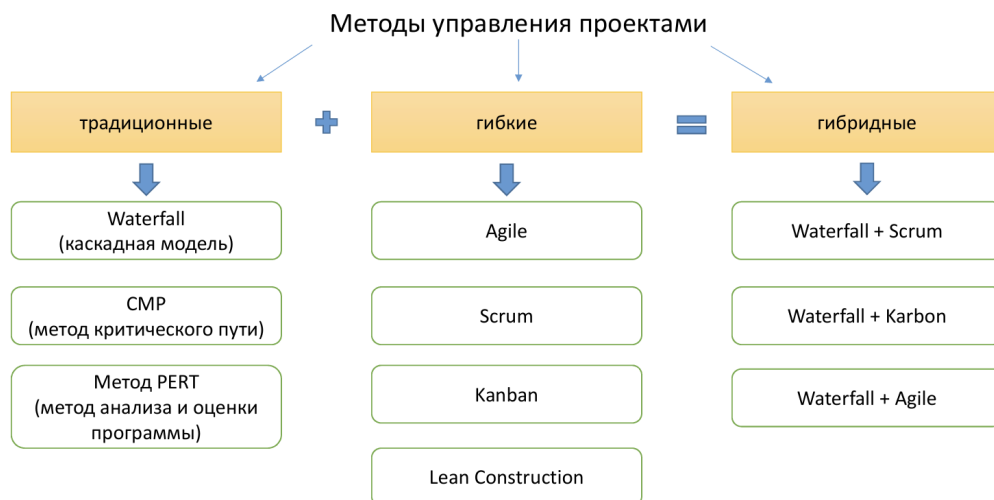 Методы управления проектами
традиционные
гибкие
гибридные
Waterfall
(каскадная модель)
CMP
(метод критического пути)
Метод PERT
(метод анализа и оценки
программы)
Agile
Scrum
Kanban
Lean Construction
Waterfall + Scrum
Waterfall + Karbon
Waterfall + Agile